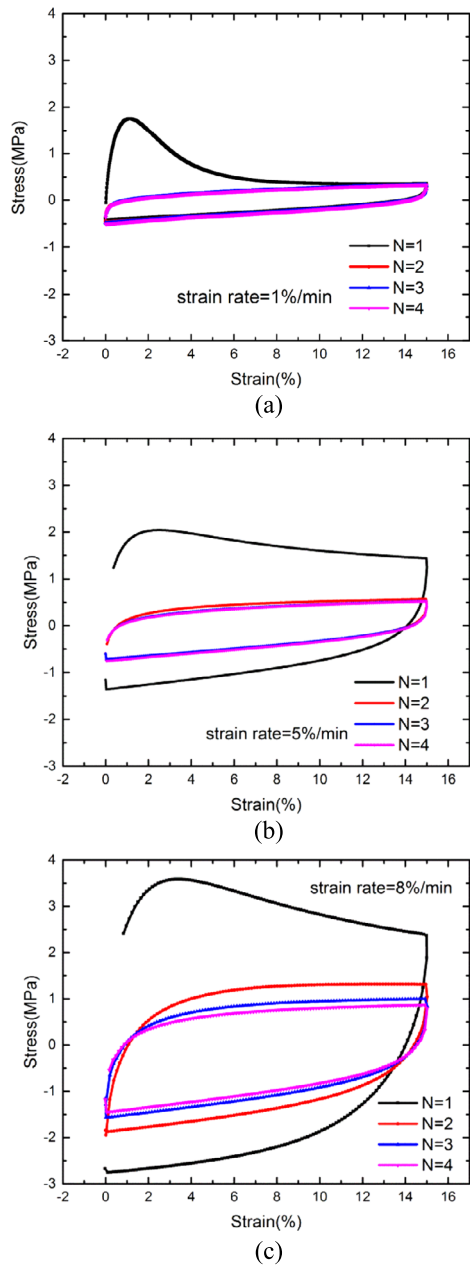 4
3
2
1
0
-1
-2
-3
Stress(MPa)
N=1
N=2
N=3
N=4
strain rate=1%/min
-2 0 2 4 6 8 10 12 14 16
Strain(%)
(a)
4
3
2
1
0
-1
-2
-3
Stress(MPa)
N=1
N=2
N=3
N=4
strain rate=5%/min
-2 0 2 4 6 8 10 12 14 16
Strain(%)
(b)
4
3
2
1
0
-1
-2
-3
Stress(MPa)
strain rate=8%/min
N=1
N=2
N=3
N=4
-2 0 2 4 6 8 10 12 14 16
Strain(%)
(c)